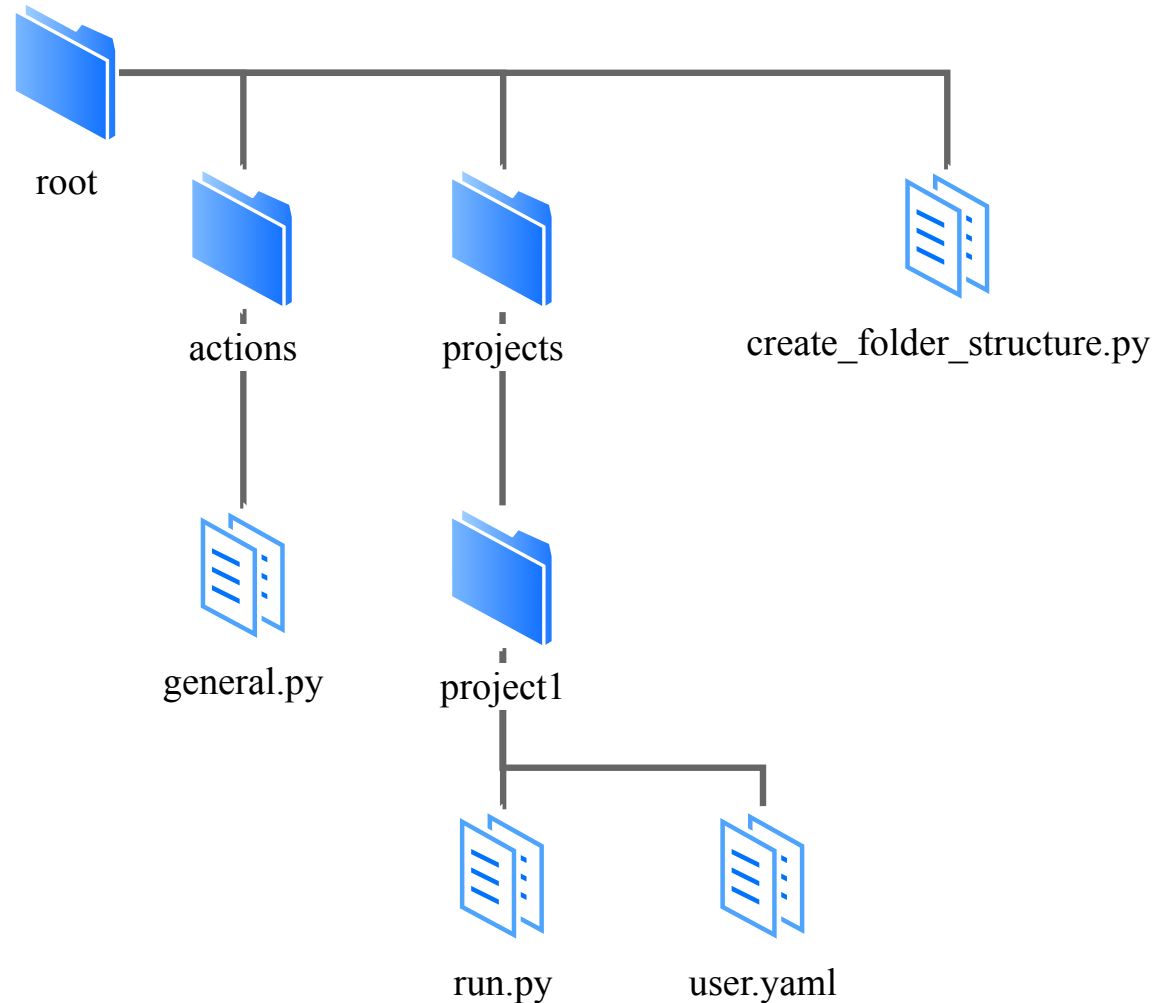 root
actions
projects
create_folder_structure.py
general.py
project1
run.py
user.yaml